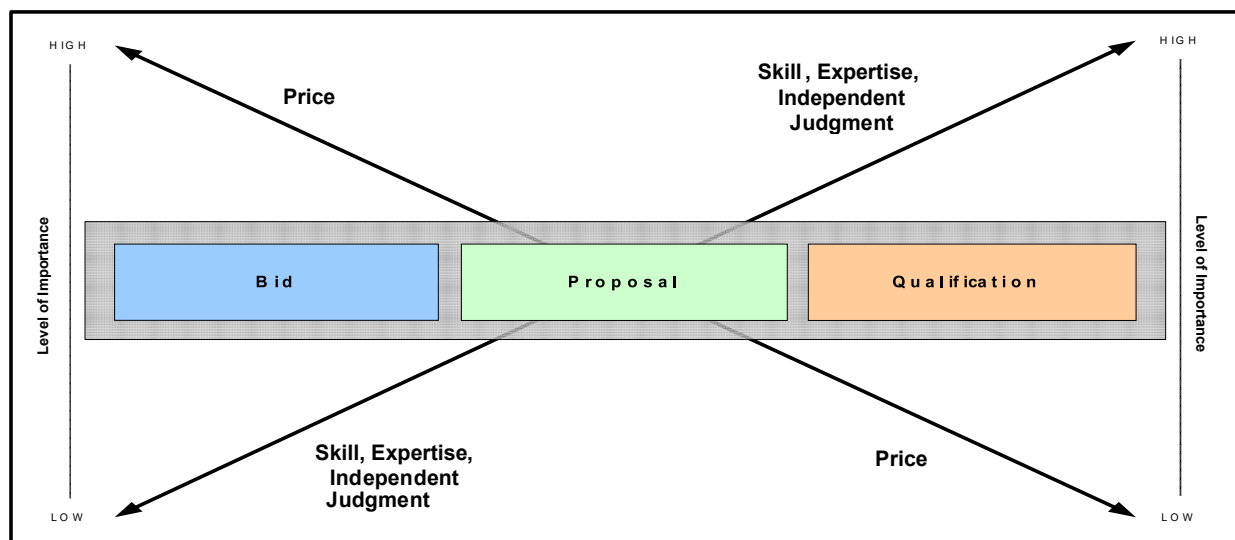 HIGH
HIGH
Price
Skill, Expertise,
Independent
Judgment
Level of Importance
Bid
Proposal
Qualification
Level of Importance
Skill, Expertise,
Independent
Judgment
Price
LOW
LOW